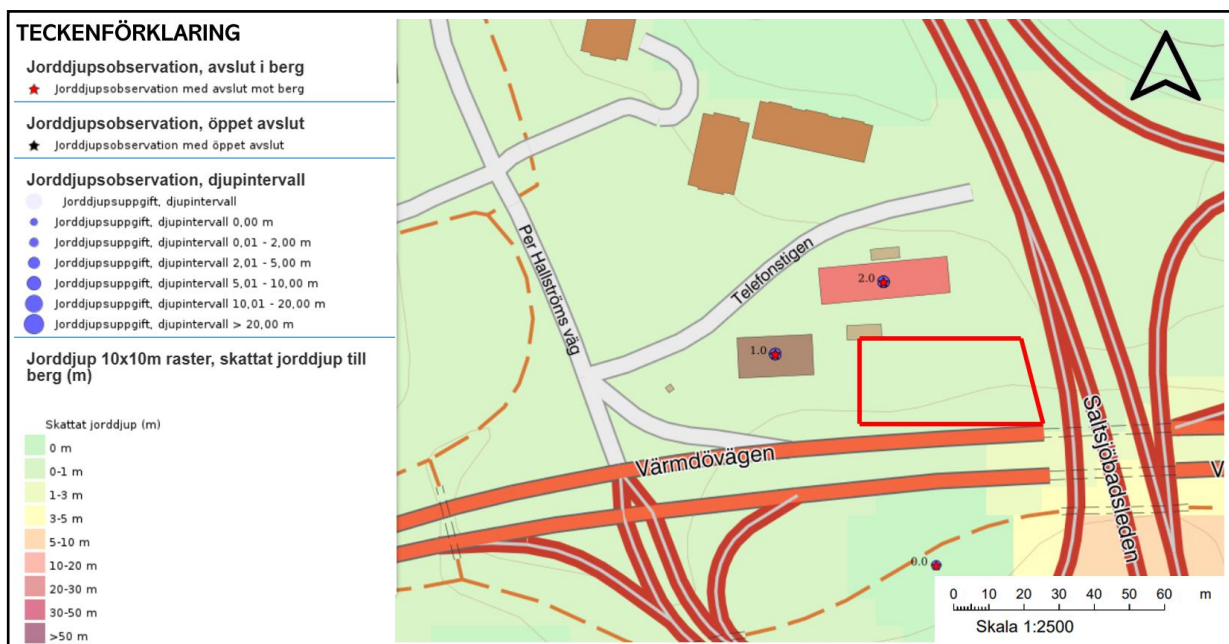 TECKENFÖRKLARING
Jorddjupsobservation, avslut i berg
Jorddjupsobservation med avslut mot berg
Jorddjupsobservation, öppet avslut
Jorddjupsobservation med öppet avslut
Jorddjupsobservation, djupintervall
Jorddjupsuppgift, djupintervall
Jorddjupsuppgift, djupintervall 0,00 m
Jorddjupsuppgift, djupintervall 0,01 - 2,00 m
Jorddjupsuppgift, djupintervall 2,01 - 5,00 m
Jorddjupsuppgift, djupintervall 5,01 - 10,00 m
Jorddjupsuppgift, djupintervall 10,01 - 20,00 m
Jorddjupsuppgift, djupintervall > 20,00 m
Jorddjup 10x10m raster, skattat jorddjup till
berg (m)
Skattat jorddjup (m)
0 m
0-1 m
1-3 m
3-5 m
5-10 m
10-20 m
20-30 m
30-50 m
>50 m
Per Hallströms väg
Telefonstigen
2.0
1.0
Värmdövägen
Saltsjöbadsleden
V
0.0
0 10 20 30 40 50 60 m
Skala 1:2500